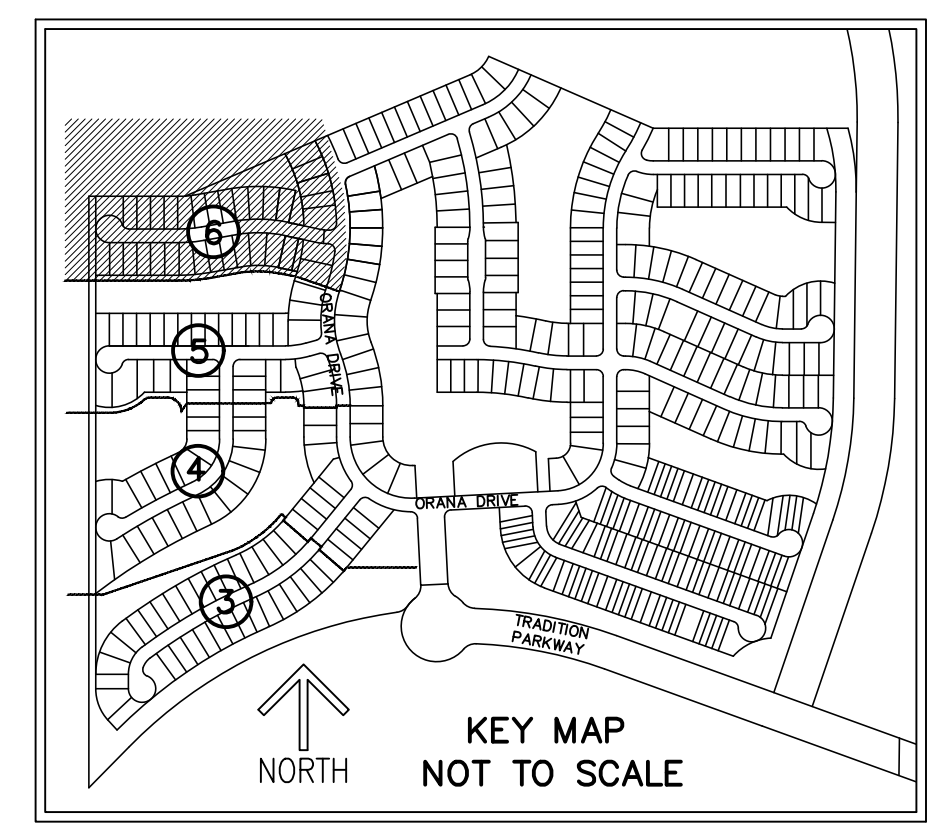 6
ORANA DRIVE
5
4
ORANA DRIVE
3
TRADITION
PARKWAY
NORTH
KEY MAP
NOT TO SCALE